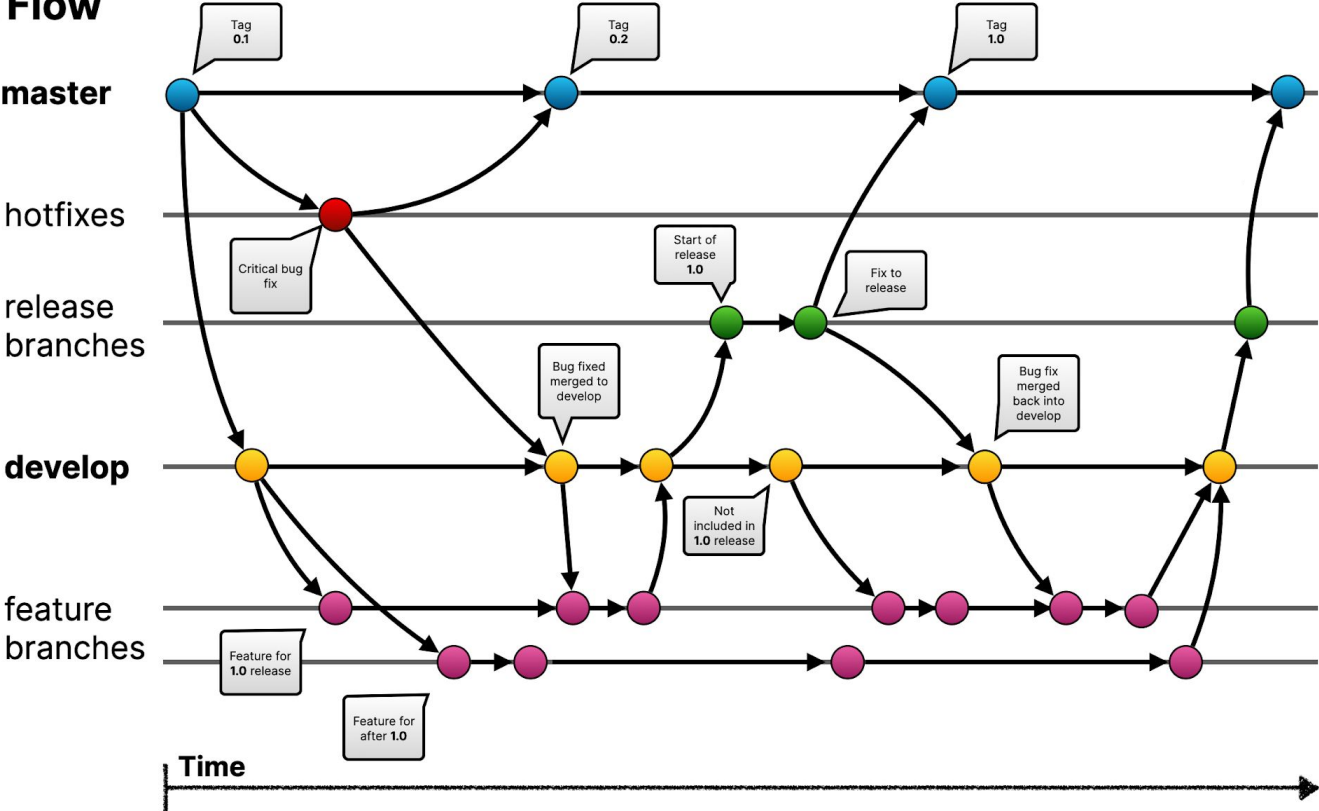 Flow
Tag
0.1
Tag
0.2
Tag
1.0
master
hotfixes
Critical bug
fix
Start of
release
1.0
Fix to
release
release
branches
Bug fixed
merged to
develop
Bug fix
merged
back into
develop
develop
Not
included in
1.0 release
feature
branches
Feature for
1.0 release
Feature for
after 1.0
Time